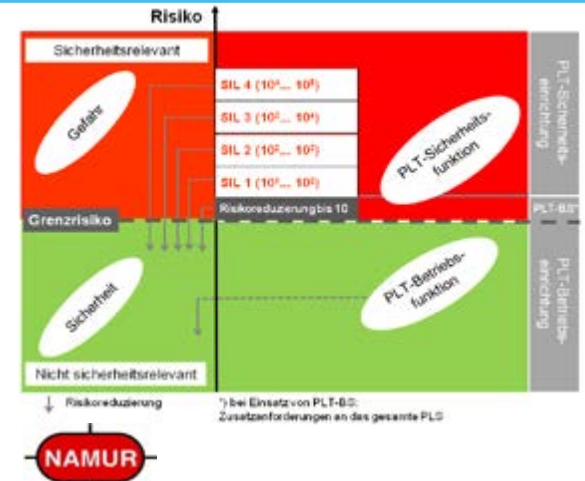 Risiko
Sicherheitsrelevant
Gefahr
SIL 4 (10⁴... 10⁵)
SIL 3 (10³... 10⁴)
SIL 2 (10²... 10³)
SIL 1 (10¹... 10²)
PLT-Sicherheits-
funktion
PLT-Sicherheits-
einrichtung
Risikoreduzierung bis 10
PLT-BS*
Grenzrisiko
Sicherheit
PLT-Betriebs-
funktion
PLT-Betriebs-
einrichtung
Nicht sicherheitsrelevant
Risikoreduzierung
*) bei Einsatz von PLT-BS:
Zusatzanforderungen an das gesamte PLS
NAMUR